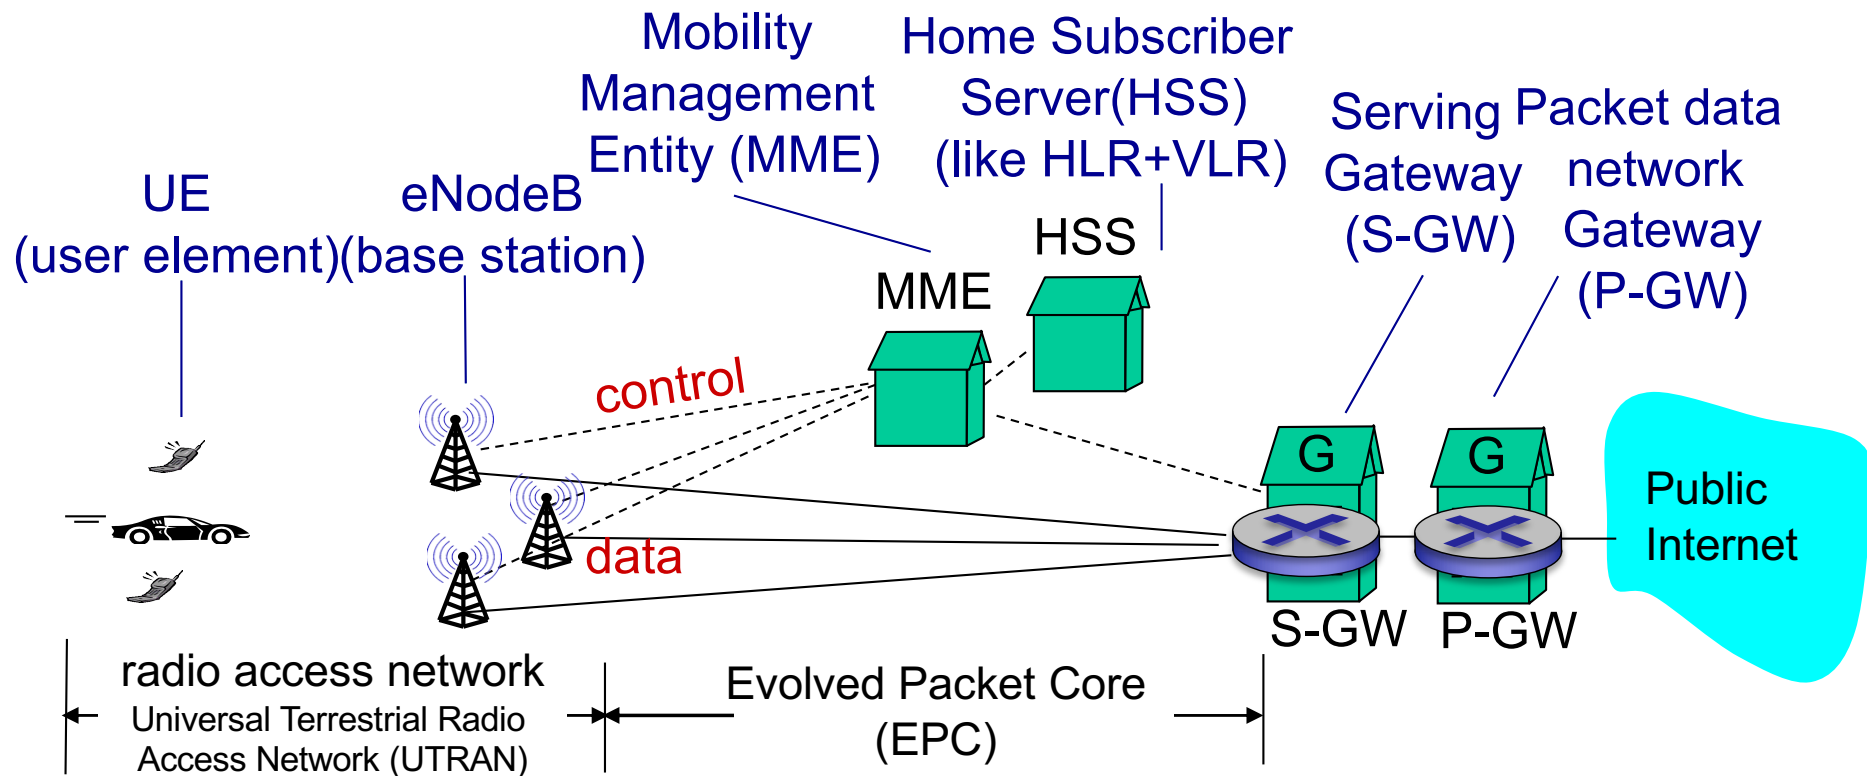 Mobility
Management
Entity (MME)
Home Subscriber
Server(HSS)
(like HLR+VLR)
Serving
Gateway
(S-GW)
Packet data
network
Gateway
(P-GW)
UE
(user element)
eNodeB
(base station)
HSS
MME
control
data
G
G
Public
Internet
S-GW
P-GW
radio access network
Universal Terrestrial Radio
Access Network (UTRAN)
Evolved Packet Core
(EPC)